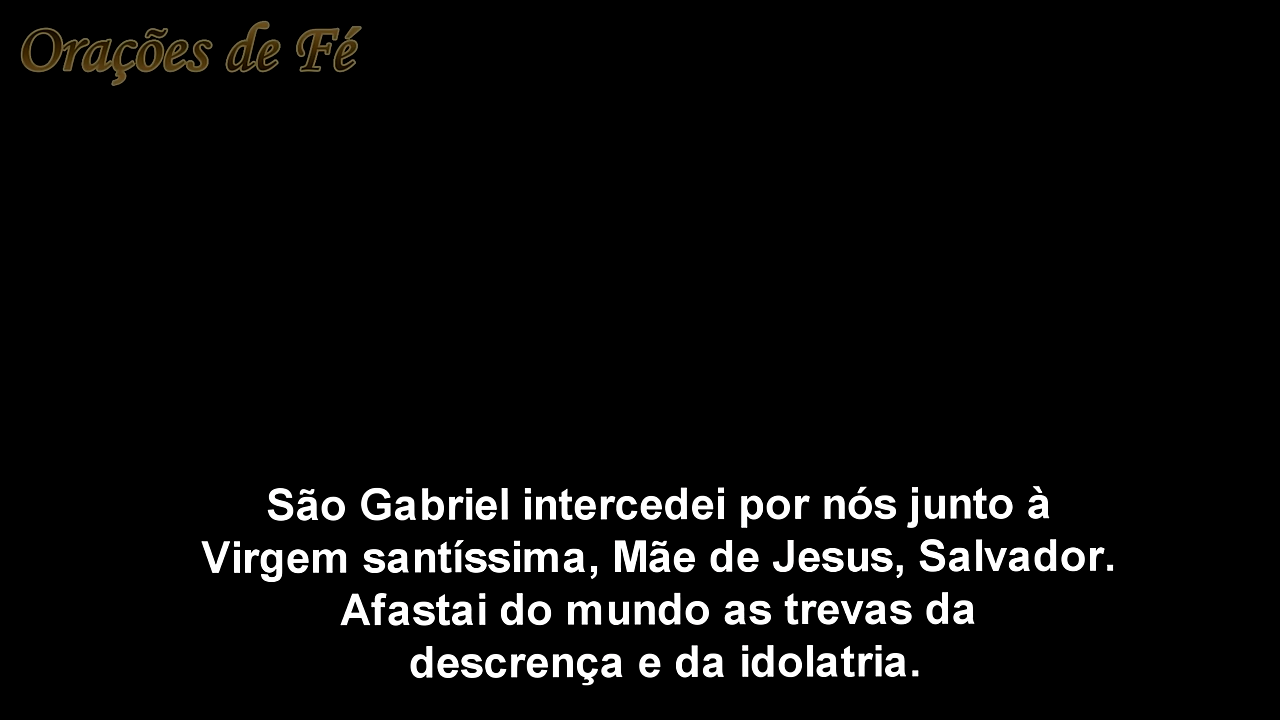 Orações de Fé
São Gabriel intercedei por nós junto à
Virgem santíssima, Mãe de Jesus, Salvador.
Afastai do mundo as trevas da
descrença e da idolatria.